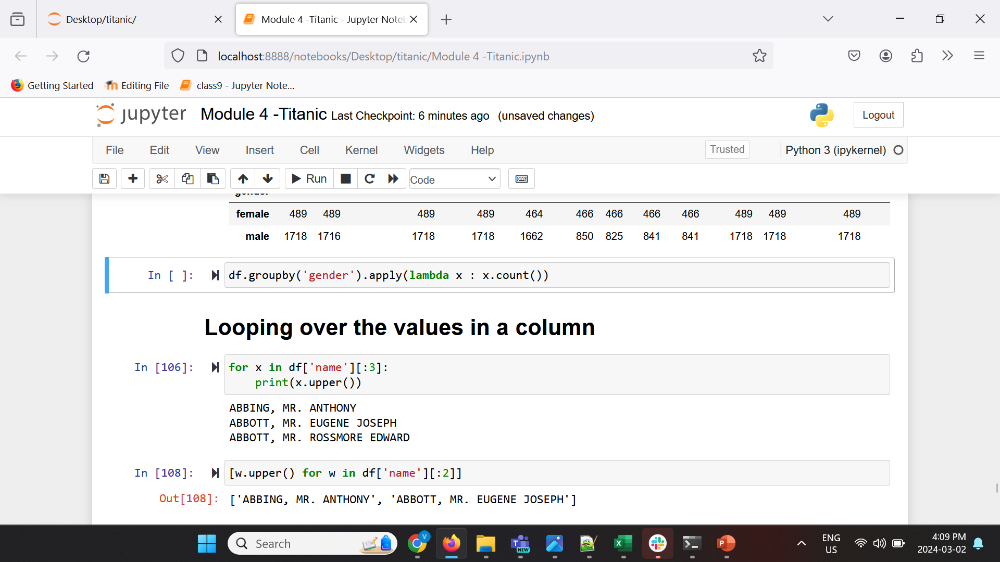 Desktop/titanic/
Module 4 -Titanic - Jupyter Noteb
localhost:8888/notebooks/Desktop/titanic/Module 4 -Titanic.ipynb
Getting Started
Editing File
class9 - Jupyter Note...
jupyter
Module 4 -Titanic Last Checkpoint: 6 minutes ago (unsaved changes)
Logout
File Edit View Insert Cell Kernel Widgets Help
Trusted
Python 3 (ipykernel)
Run
Code
gender
female 489 489 489 489 464 466 466 466 466 489 489 489
male 1718 1716 1718 1718 1662 850 825 841 841 1718 1718 1718
In [ ]: df.groupby('gender').apply(lambda x : x.count())
Looping over the values in a column
In [106]: for x in df['name'][:3]:
print(x.upper())
ABBING, MR. ANTHONY
ABBOTT, MR. EUGENE JOSEPH
ABBOTT, MR. ROSSMORE EDWARD
In [108]: [w.upper() for w in df['name'][:2]]
Out[108]: ['ABBING, MR. ANTHONY', 'ABBOTT, MR. EUGENE JOSEPH']
Search
V
T
NEW
X
P
ENG
US
4:09 PM
2024-03-02